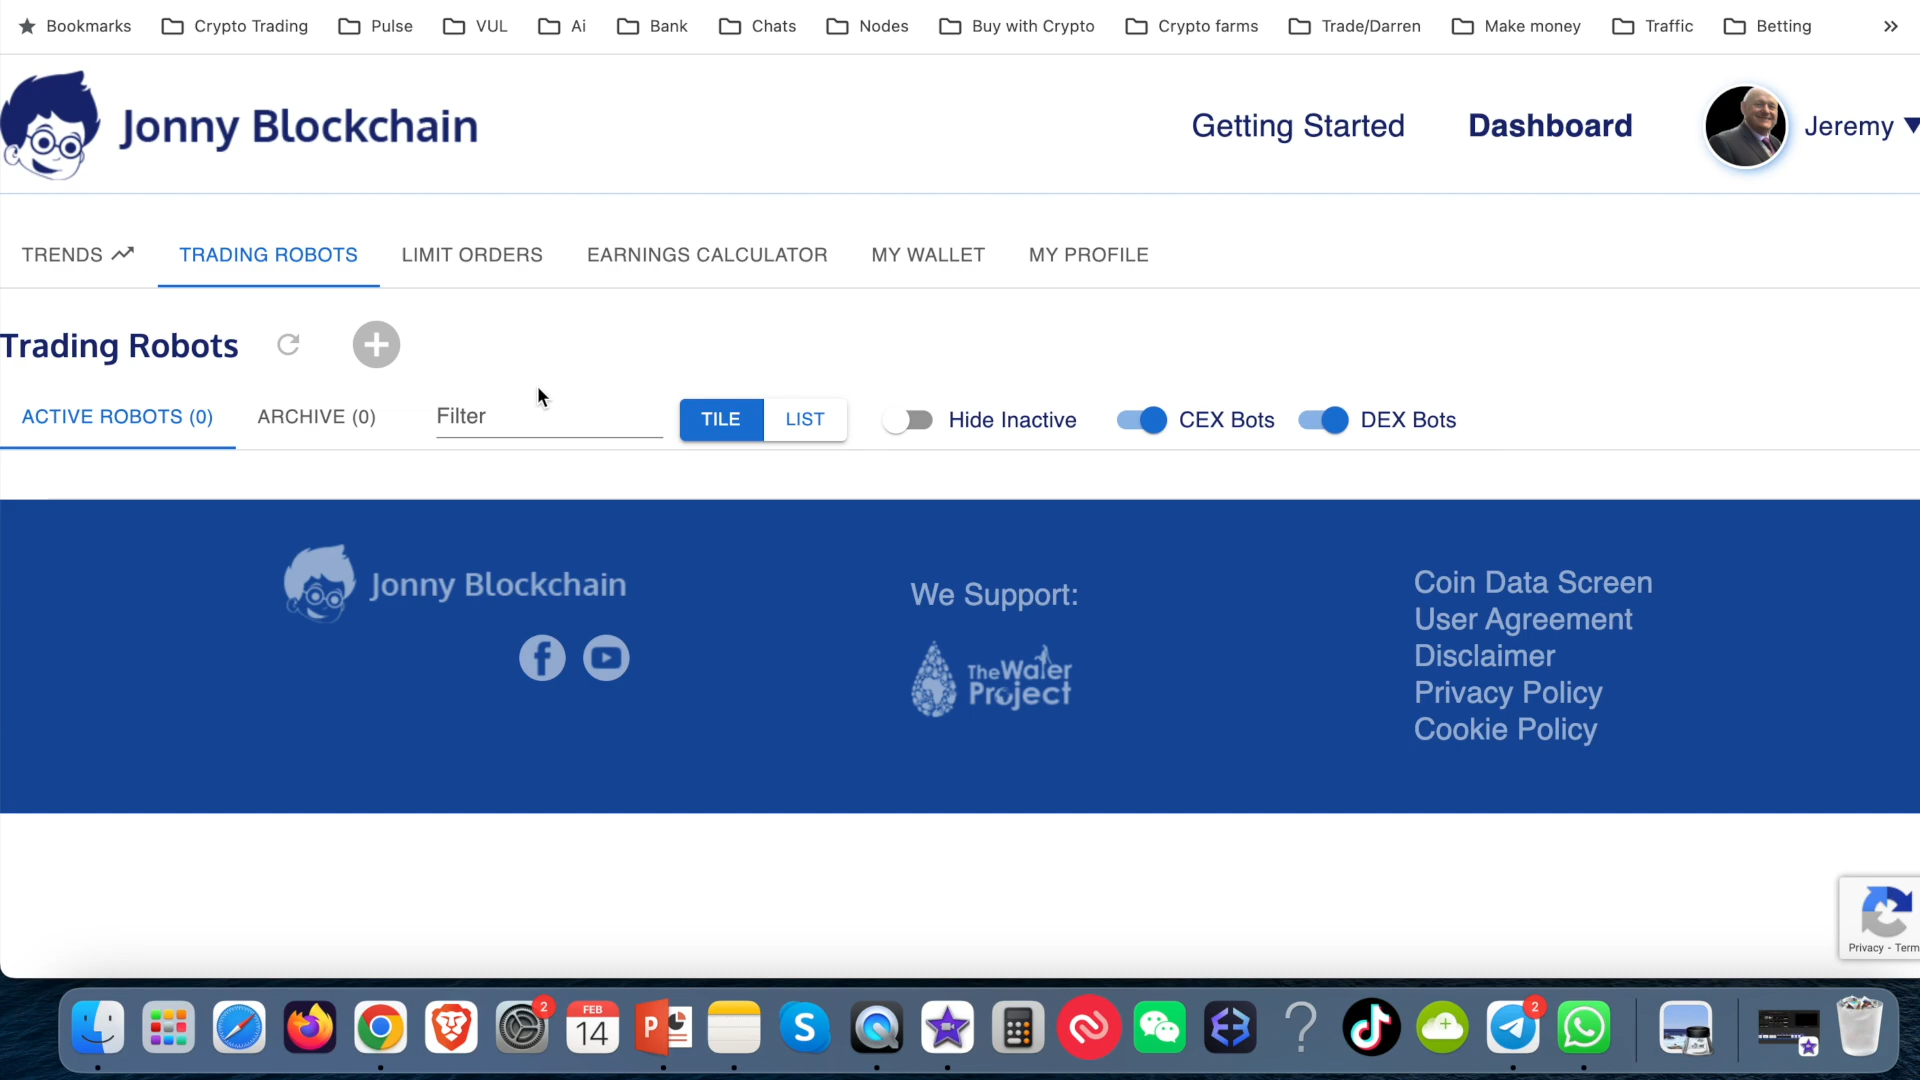 Bookmarks Crypto Trading Pulse VUL Ai Bank Chats Nodes Buy with Crypto Crypto farms Trade/Darren Make money Traffic Betting
Jonny Blockchain
Getting Started Dashboard Jeremy
TRENDS TRADING ROBOTS LIMIT ORDERS EARNINGS CALCULATOR MY WALLET MY PROFILE
Trading Robots
ACTIVE ROBOTS (0) ARCHIVE (0) Filter TILE LIST Hide Inactive CEX Bots DEX Bots
Jonny Blockchain
We Support:
The Water
Project
Coin Data Screen
User Agreement
Disclaimer
Privacy Policy
Cookie Policy
Privacy - Term
2
FEB
14
P
S
2